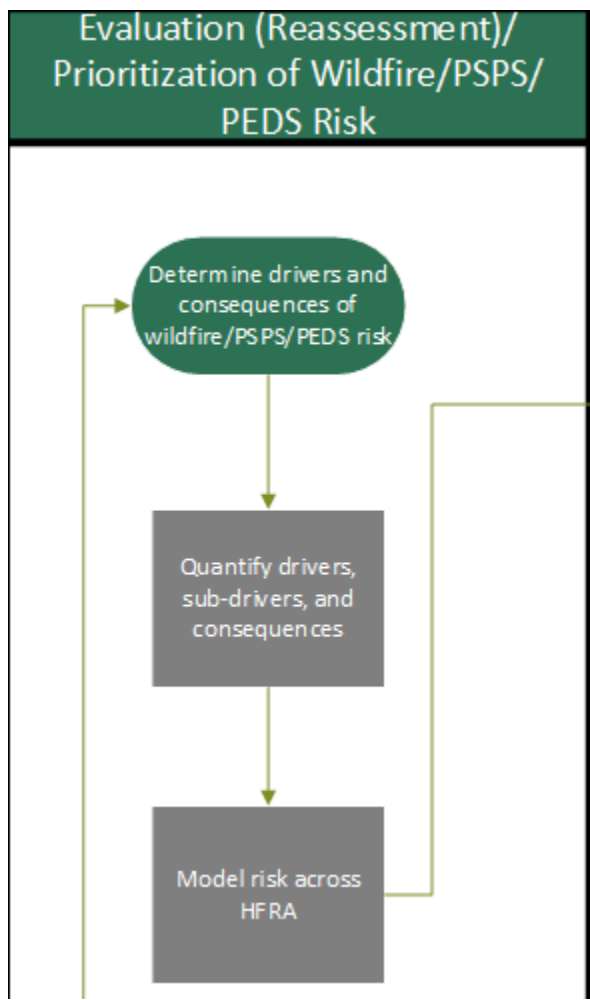 Evaluation (Reassessment)/
Prioritization of Wildfire/PSPS/
PEDS Risk
Determine drivers and
consequences of
wildfire/PSPS/PEDS risk
Quantify drivers,
sub-drivers, and
consequences
Model risk across
HFRA